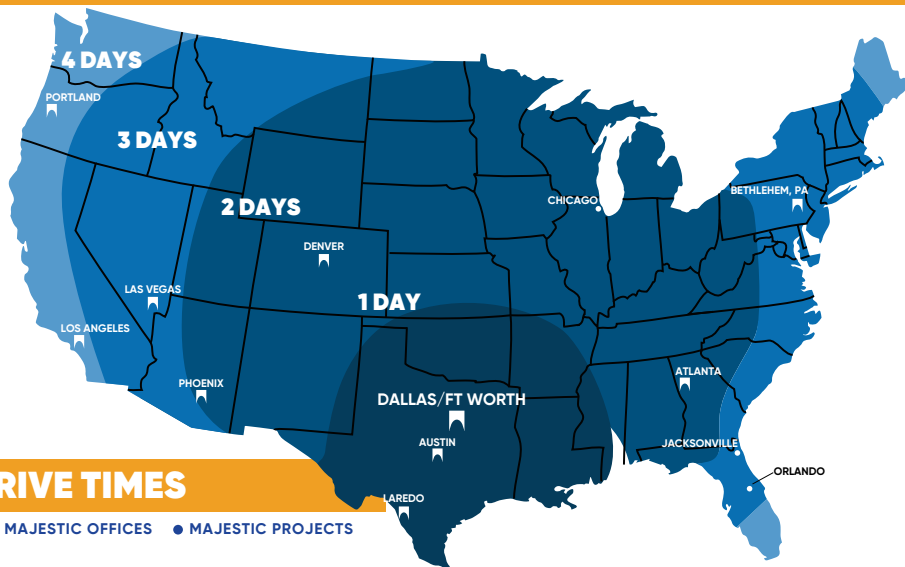 4 DAYS
PORTLAND
3 DAYS
BETHLEHEM, PA
CHICAGO
2 DAYS
DENVER
LAS VEGAS
1 DAY
LOS ANGELES
ATLANTA
PHOENIX
DALLAS/FT WORTH
AUSTIN
JACKSONVILLE
ORLANDO
RIVE TIMES
LAREDO
MAJESTIC OFFICES
MAJESTIC PROJECTS